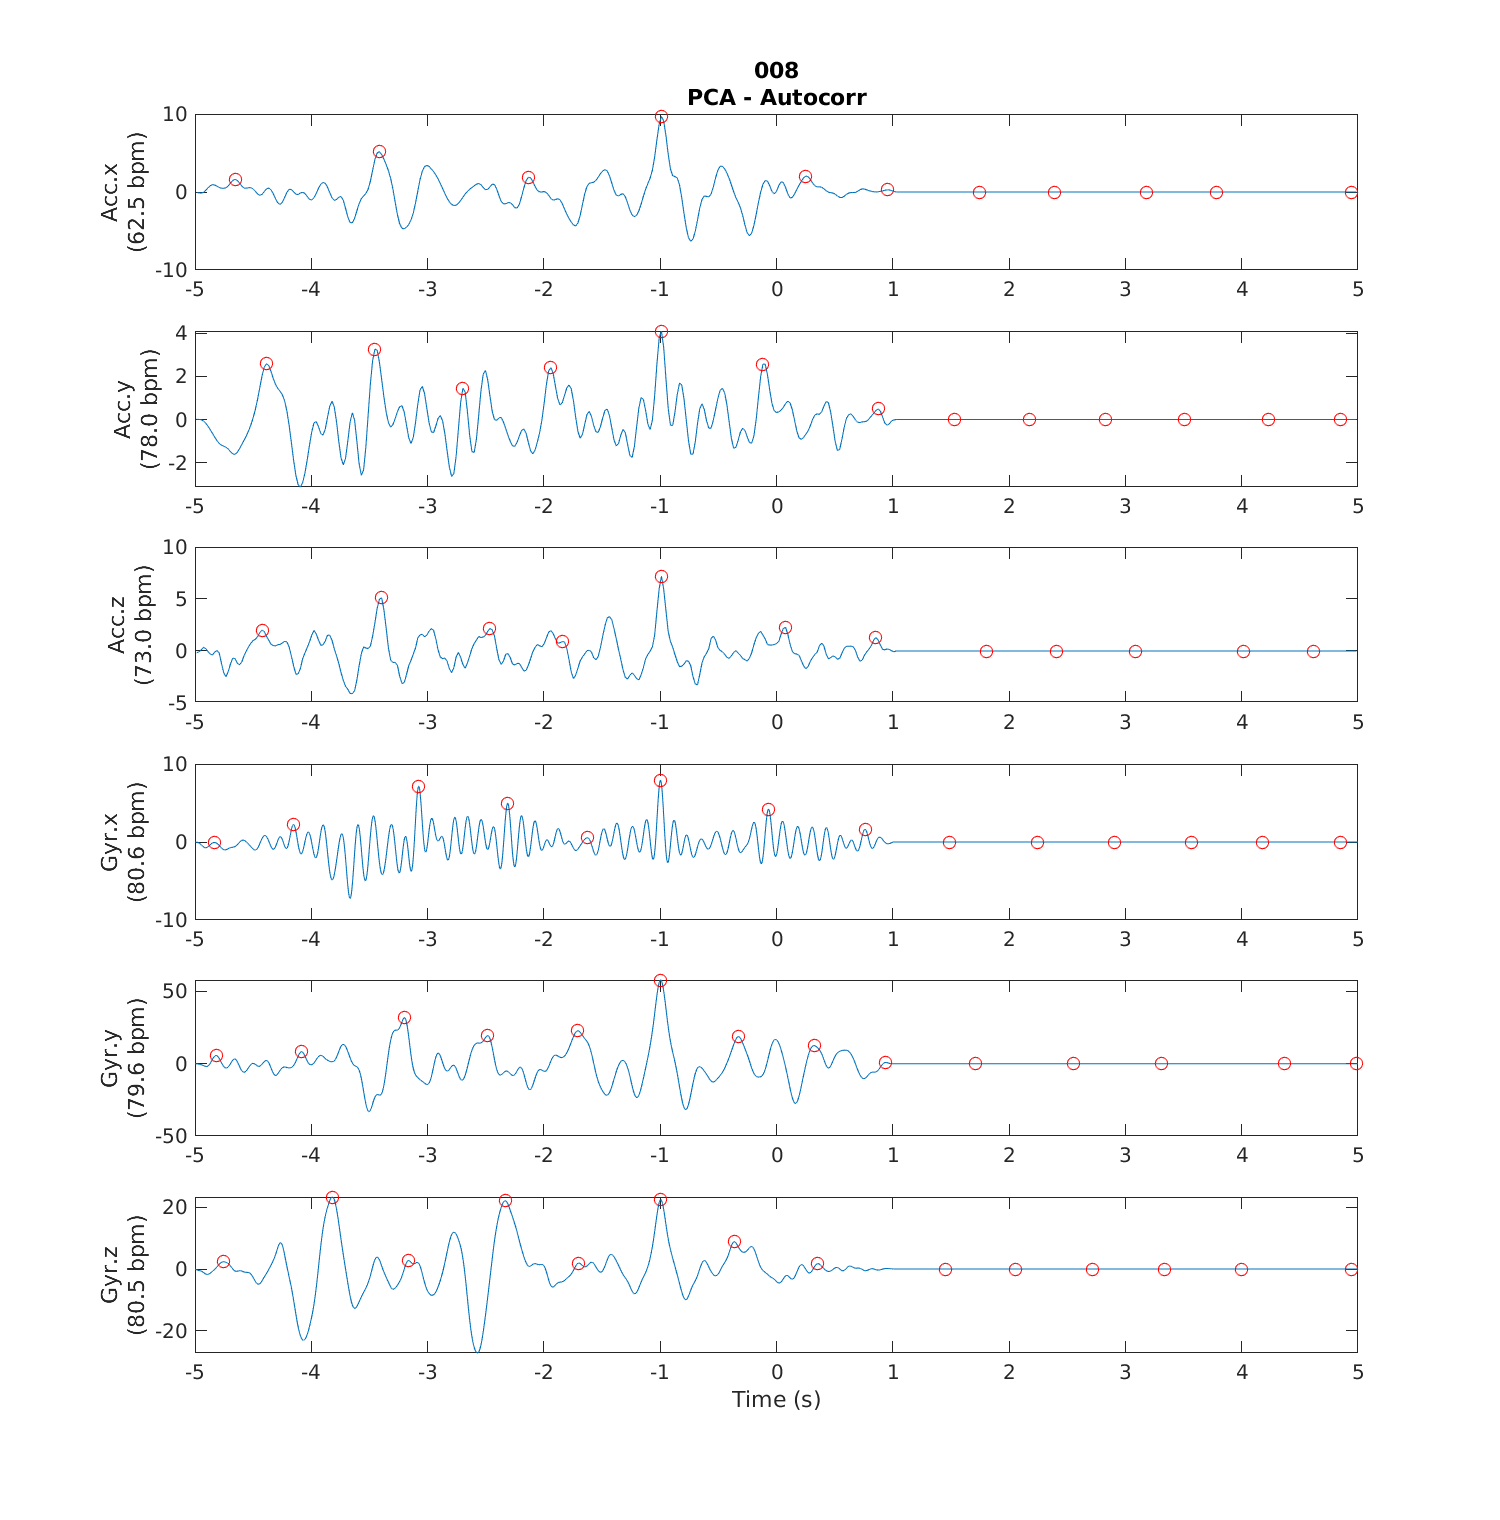 008
PCA - Autocorr
Acc.x
(62.5 bpm)
10
0
-10
-5 -4 -3 -2 -1 0 1 2 3 4 5
Acc.y
(78.0 bpm)
4
2
0
-2
-5 -4 -3 -2 -1 0 1 2 3 4 5
Acc.z
(73.0 bpm)
10
5
0
-5
-5 -4 -3 -2 -1 0 1 2 3 4 5
Gyr.x
(80.6 bpm)
10
0
-10
-5 -4 -3 -2 -1 0 1 2 3 4 5
Gyr.y
(79.6 bpm)
50
0
-50
-5 -4 -3 -2 -1 0 1 2 3 4 5
Gyr.z
(80.5 bpm)
20
0
-20
-5 -4 -3 -2 -1 0 1 2 3 4 5
Time (s)